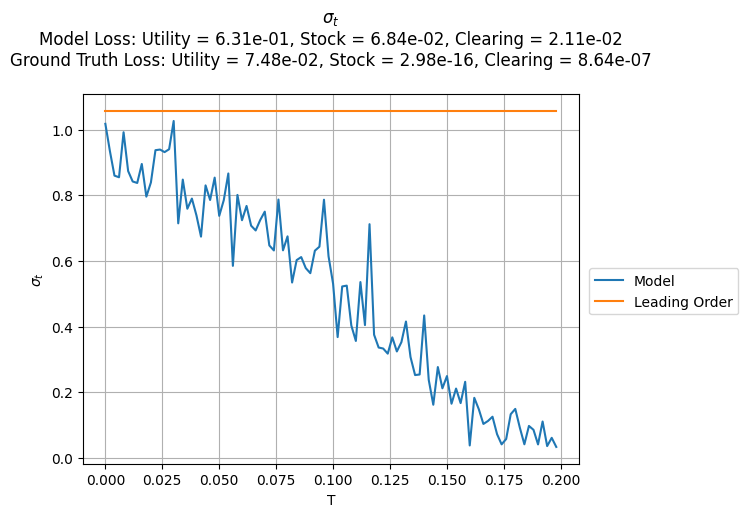 σ_t
Model Loss: Utility = 6.31e-01, Stock = 6.84e-02, Clearing = 2.11e-02
Ground Truth Loss: Utility = 7.48e-02, Stock = 2.98e-16, Clearing = 8.64e-07
1.0
0.8
0.6
0.4
0.2
0.0
σ_t
0.000 0.025 0.050 0.075 0.100 0.125 0.150 0.175 0.200
T
Model
Leading Order